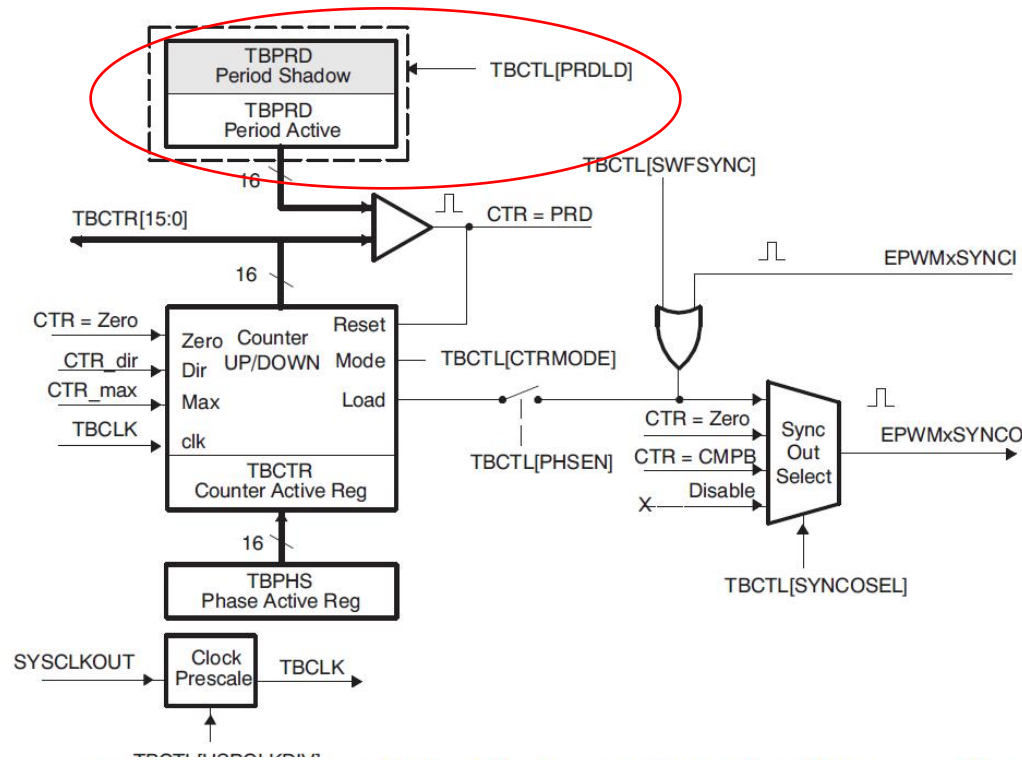 TBPRD
Period Shadow
TBCTL[PRDLD]
TBPRD
Period Active
16
TBCTL[SWFSYNC]
TBCTR[15:0]
CTR = PRD
16
EPWMxSYNCI
CTR = Zero
Zero
Counter
UP/DOWN
Reset
CTR_dir
Dir
Mode
TBCTL[CTRMODE]
CTR_max
Max
Load
TBCLK
clk
CTR = Zero
CTR = CMPB
Disable
X
Sync
Out
Select
EPWMxSYNCO
TBCTL[PHSEN]
TBCTR
Counter Active Reg
16
TBCTL[SYNCOSEL]
TBPHS
Phase Active Reg
SYSCLKOUT
Clock
Prescale
TBCLK